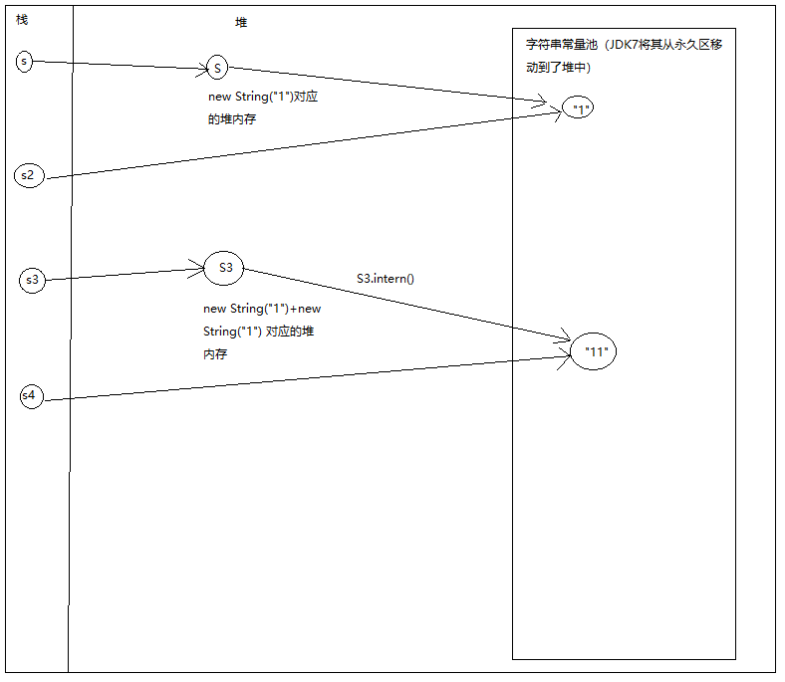 栈
堆
字符串常量池（JDK7将其从永久区移
动到了堆中）
s
S
new String("1")对应
的堆内存
"1"
s2
s3
S3
S3.intern()
new String("1")+new
String("1") 对应的堆
内存
"11"
s4